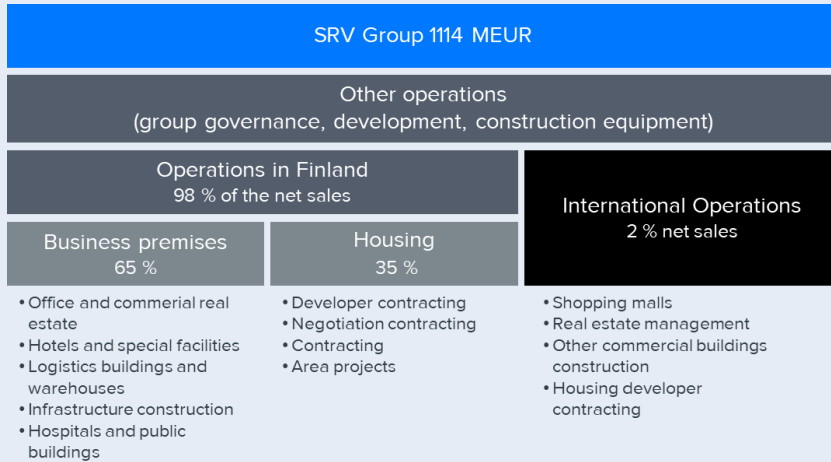 SRV Group 1114 MEUR
Other operations
(group governance, development, construction equipment)
Operations in Finland
98 % of the net sales
International Operations
2 % net sales
Business premises
65 %
Housing
35 %
• Office and commerial real
estate
• Hotels and special facilities
• Logistics buildings and
warehouses
• Infrastructure construction
• Hospitals and public
buildings
• Developer contracting
• Negotiation contracting
• Contracting
• Area projects
• Shopping malls
• Real estate management
• Other commercial buildings
construction
• Housing developer
contracting